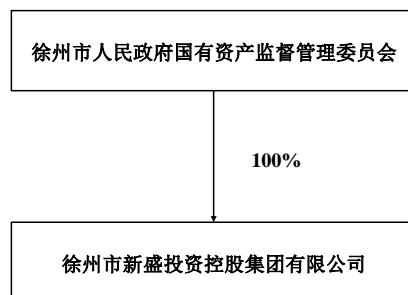 徐州市人民政府国有资产监督管理委员会
100%
徐州市新盛投资控股集团有限公司